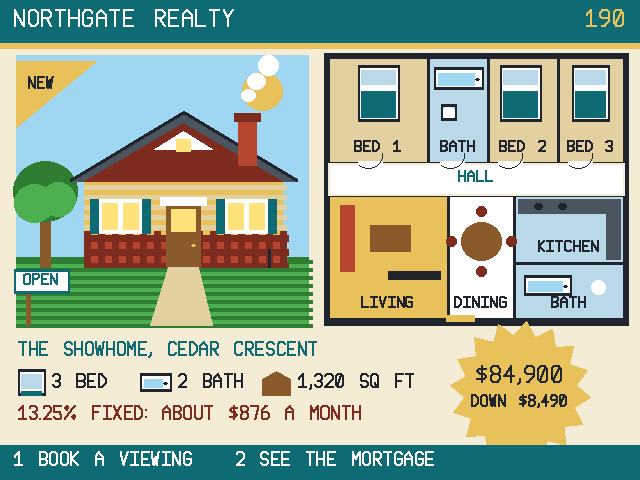 NORTHGATE REALTY 190
NEW
OPEN
BED 1
BATH
BED 2
BED 3
HALL
LIVING
DINING
KITCHEN
BATH
THE SHOWHOME, CEDAR CRESCENT
3 BED 2 BATH 1,320 SQ FT
13.25% FIXED: ABOUT $876 A MONTH
$84,900
DOWN $8,490
1 BOOK A VIEWING 2 SEE THE MORTGAGE